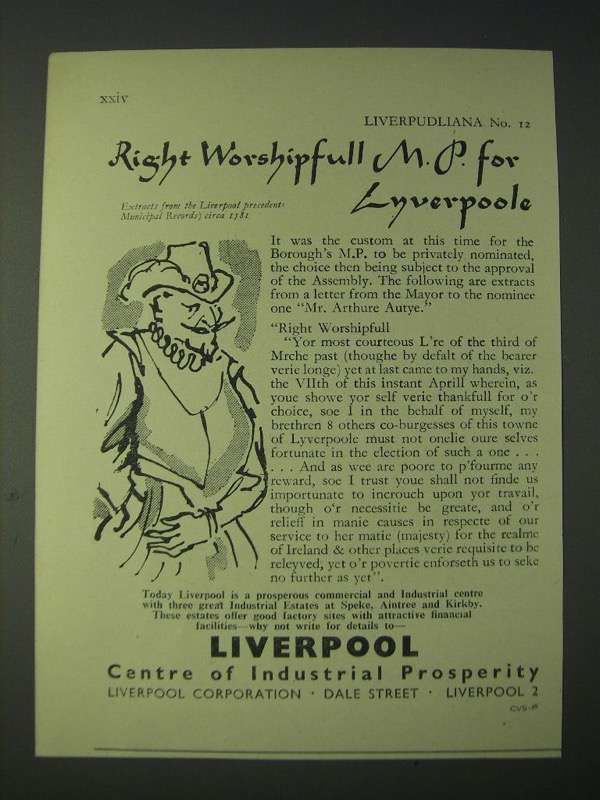 xxiv
LIVERPUDLIANA No. 12
Right Worshipfull M.P. for
Lyverpoole
Extracts from the Liverpool precedent:
Municipal Records) circa 1581
It was the custom at this time for the
Borough's M.P. to be privately nominated,
the choice then being subject to the approval
of the Assembly. The following are extracts
from a letter from the Mayor to the nominee
one "Mr. Arthure Autye."
"Right Worshipfull
"Yor most courteous L're of the third of
Mrche past (thoughe by defalt of the bearer
verie longe) yet at last came to my hands, viz.
the VIIth of this instant Aprill wherein, as
youe showe yor self verie thankfull for o'r
choice, soe I in the behalf of myself, my
brethren 8 others co-burgesses of this towne
of Lyverpoole must not onelie oure selves
fortunate in the election of such a one . . .
. . . And as wee are poore to p'fourme any
reward, soe I trust youe shall not finde us
importunate to incrouch upon yor travail,
though o'r necessitie be greate, and o'r
relieff in manie causes in respecte of our
service to her matie (majesty) for the realme
of Ireland & other places verie requisite to be
releyved, yet o'r povertie enforseth us to seke
no further as yet".
Today Liverpool is a prosperous commercial and Industrial centre
with three great Industrial Estates at Speke, Aintree and Kirkby.
These estates offer good factory sites with attractive financial
facilities—why not write for details to—
LIVERPOOL
Centre of Industrial Prosperity
LIVERPOOL CORPORATION · DALE STREET · LIVERPOOL 2
CVS-P